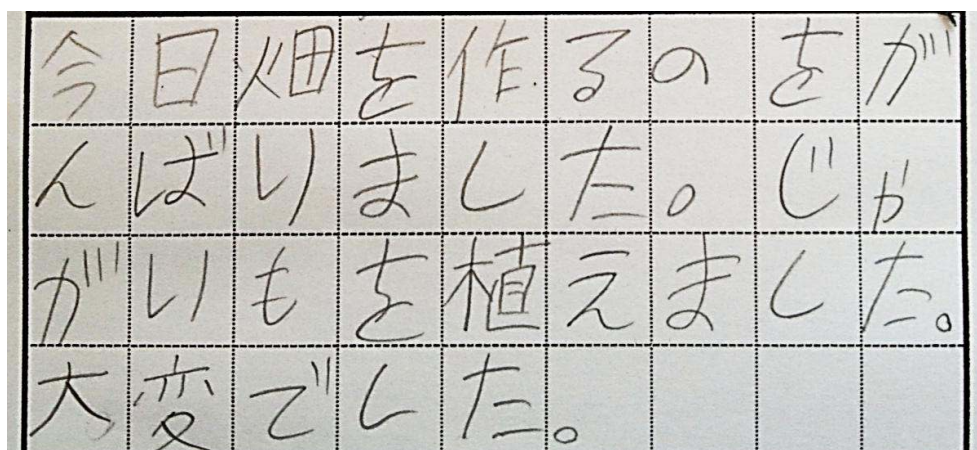 今日畑を作るのをが
んばりました。じゃ
がいもを植えました。
大変でした。